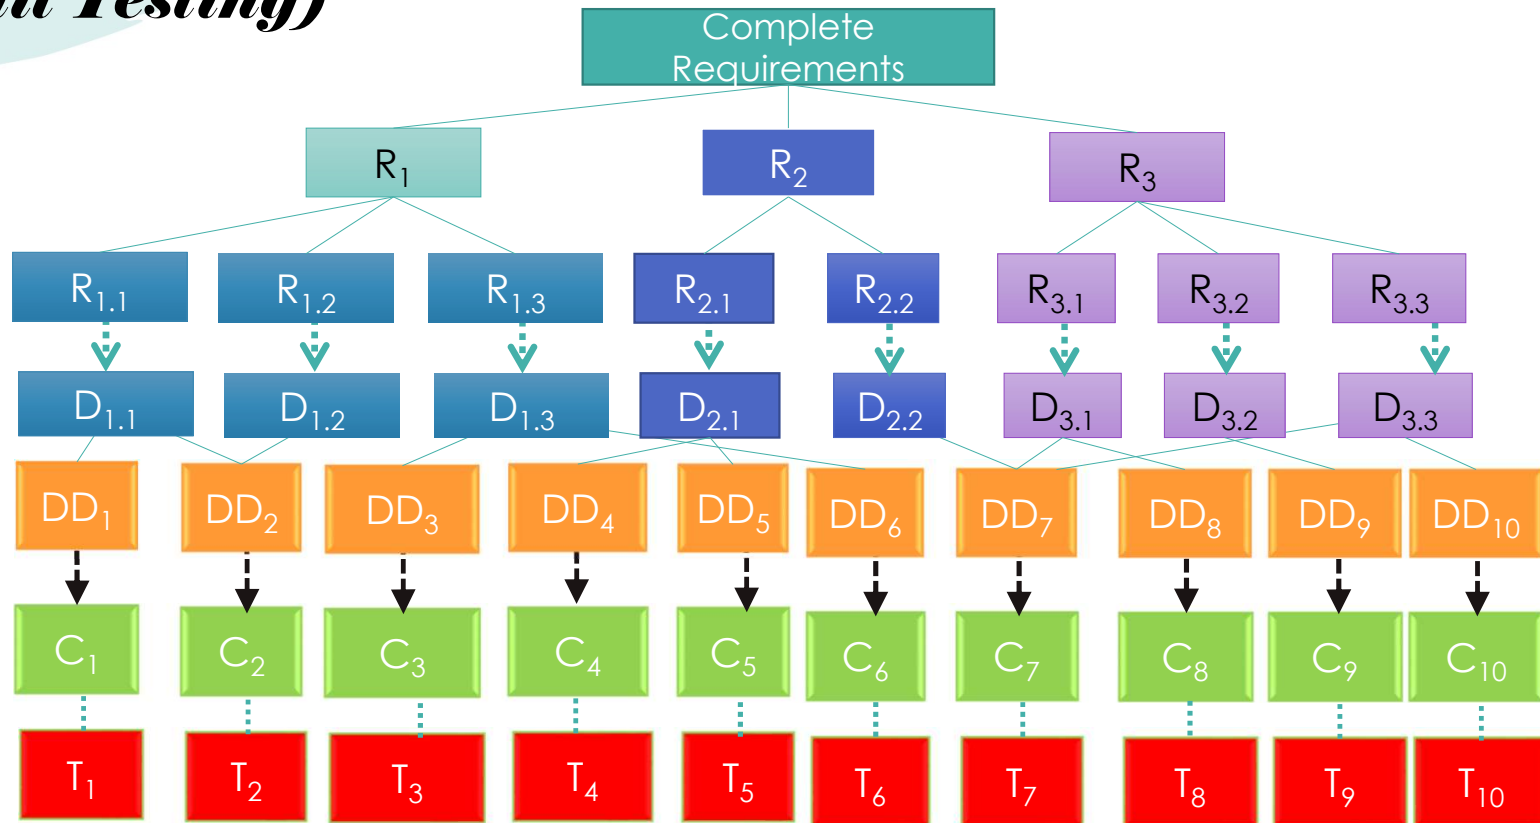 Testing)
Complete
Requirements
R1 R2 R3
R1.1 R1.2 R1.3 R2.1 R2.2 R3.1 R3.2 R3.3
D1.1 D1.2 D1.3 D2.1 D2.2 D3.1 D3.2 D3.3
DD1 DD2 DD3 DD4 DD5 DD6 DD7 DD8 DD9 DD10
C1 C2 C3 C4 C5 C6 C7 C8 C9 C10
T1 T2 T3 T4 T5 T6 T7 T8 T9 T10